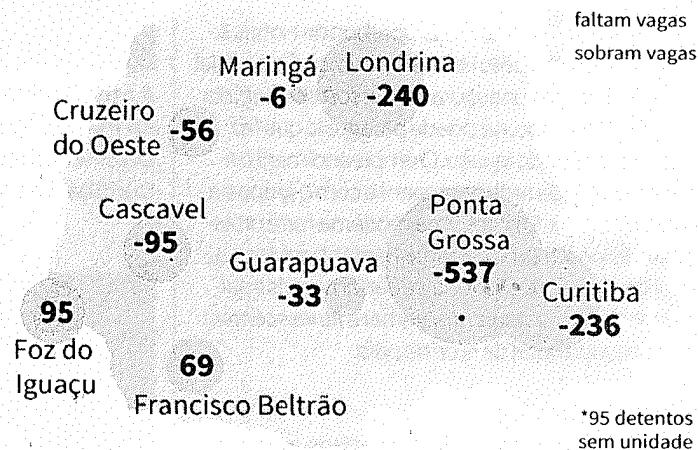 faltam vagas
sobram vagas
Maringá
-6
Londrina
-240
Cruzeiro
do Oeste
-56
Cascavel
-95
Guarapuava
-33
Ponta
Grossa
-537
Curitiba
-236
95
Foz do
Iguaçu
69
Francisco Beltrão
*95 detentos
sem unidade